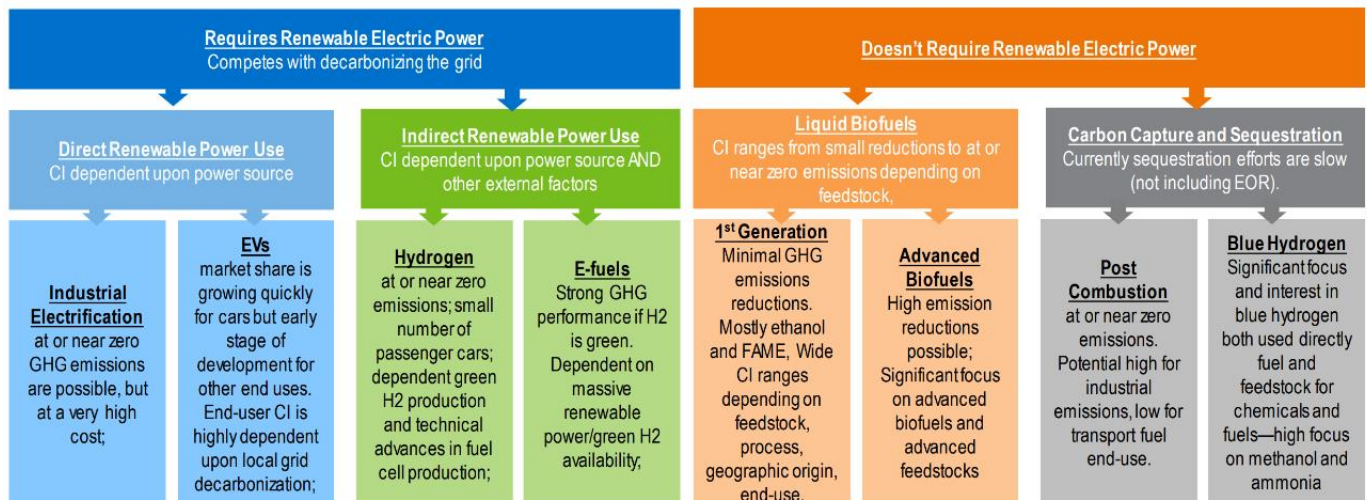 Requires Renewable Electric Power
Competes with decarbonizing the grid
Doesn't Require Renewable Electric Power
Direct Renewable Power Use
CI dependent upon power source
Indirect Renewable Power Use
CI dependent upon power source AND
other external factors
Liquid Biofuels
CI ranges from small reductions to at or
near zero emissions depending on
feedstock,
Carbon Capture and Sequestration
Currently sequestration efforts are slow
(not including EOR).
Industrial
Electrification
at or near zero
GHG emissions
are possible, but
at a very high
cost;
EVs
market share is
growing quickly
for cars but early
stage of
development for
other end uses.
End-user CI is
highly dependent
upon local grid
decarbonization;
Hydrogen
at or near zero
emissions; small
number of
passenger cars;
dependent green
H2 production
and technical
advances in fuel
cell production;
E-fuels
Strong GHG
performance if H2
is green.
Dependent on
massive
renewable
power/green H2
availability;
1st Generation
Minimal GHG
emissions
reductions.
Mostly ethanol
and FAME, Wide
CI ranges
depending on
feedstock,
process,
geographic origin,
end-use.
Advanced
Biofuels
High emission
reductions
possible;
Significant focus
on advanced
biofuels and
advanced
feedstocks
Post
Combustion
at or near zero
emissions.
Potential high for
industrial
emissions, low for
transport fuel
end-use.
Blue Hydrogen
Significant focus
and interest in
blue hydrogen
both used directly
fuel and
feedstock for
chemicals and
fuels—high focus
on methanol and
ammonia